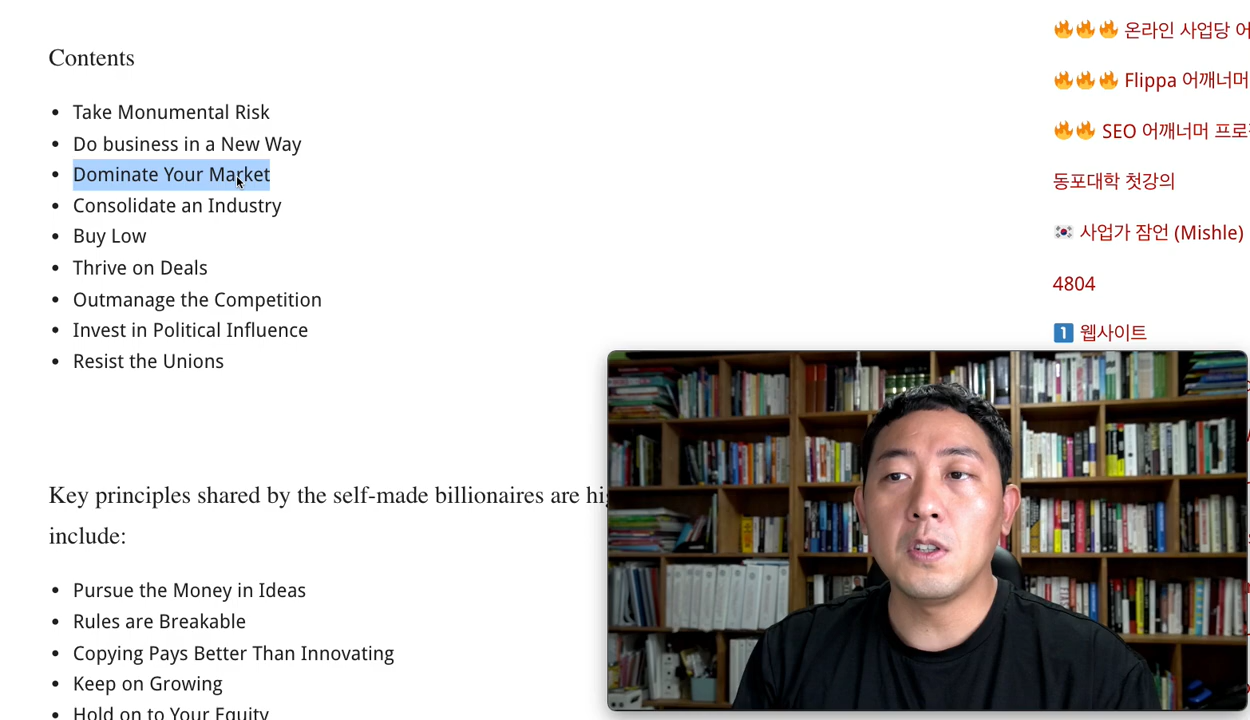 Contents
Take Monumental Risk
Do business in a New Way
Dominate Your Market
Consolidate an Industry
Buy Low
Thrive on Deals
Outmanage the Competition
Invest in Political Influence
Resist the Unions
Key principles shared by the self-made billionaires are
include:
Pursue the Money in Ideas
Rules are Breakable
Copying Pays Better Than Innovating
Keep on Growing
Hold on to Your Equity
🔥🔥🔥 온라인 사업당
🔥🔥🔥 Flippa 어깨너머
🔥🔥 SEO 어깨너머
동포대학 첫강의
🇰🇷 사업가 잠언 (Mishle)
4804
1️⃣ 웹사이트